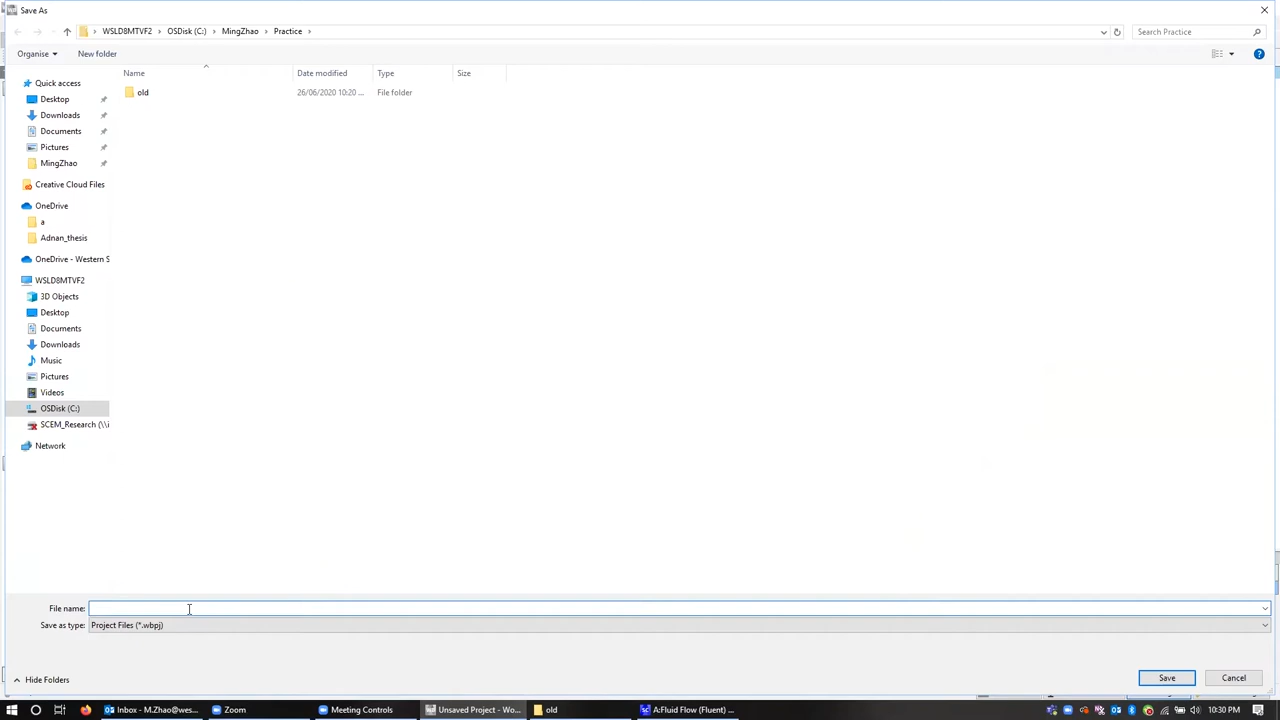 Save As
WSLD8MTVF2 > OSDisk (C:) > MingZhao > Practice >
Search Practice
Organise
New folder
Name
Date modified
Type
Size
old
26/06/2020 10:20 ...
File folder
Quick access
Desktop
Downloads
Documents
Pictures
MingZhao
Creative Cloud Files
OneDrive
a
Adnan_thesis
OneDrive - Western S
WSLD8MTVF2
3D Objects
Desktop
Documents
Downloads
Music
Pictures
Videos
OSDisk (C:)
SCEM_Research (\\i
Network
File name:
Save as type: Project Files (*.wbpj)
Hide Folders
Save
Cancel
Inbox - M.Zhao@wes...
Zoom
Meeting Controls
Unsaved Project - Wo...
old
A:Fluid Flow (Fluent) ...
10:30 PM